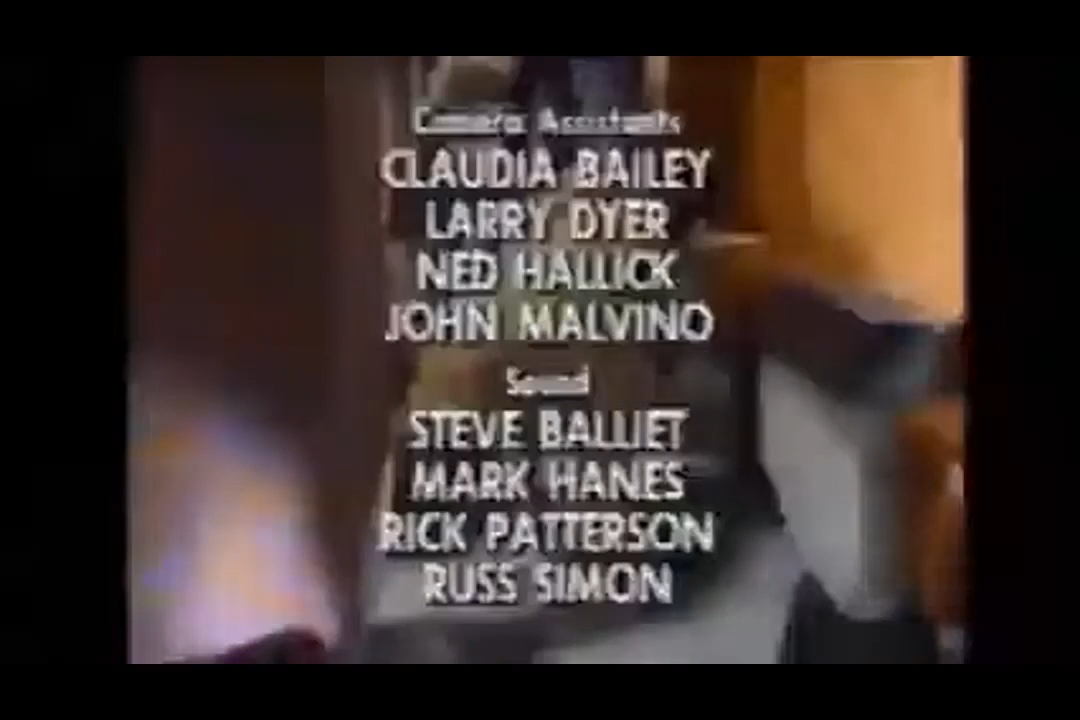 Camera Assistants
CLAUDIA BAILEY
LARRY DYER
NED HALLICK
JOHN MALVINO
Sound
STEVE BALLIET
MARK HANES
RICK PATTERSON
RUSS SIMON